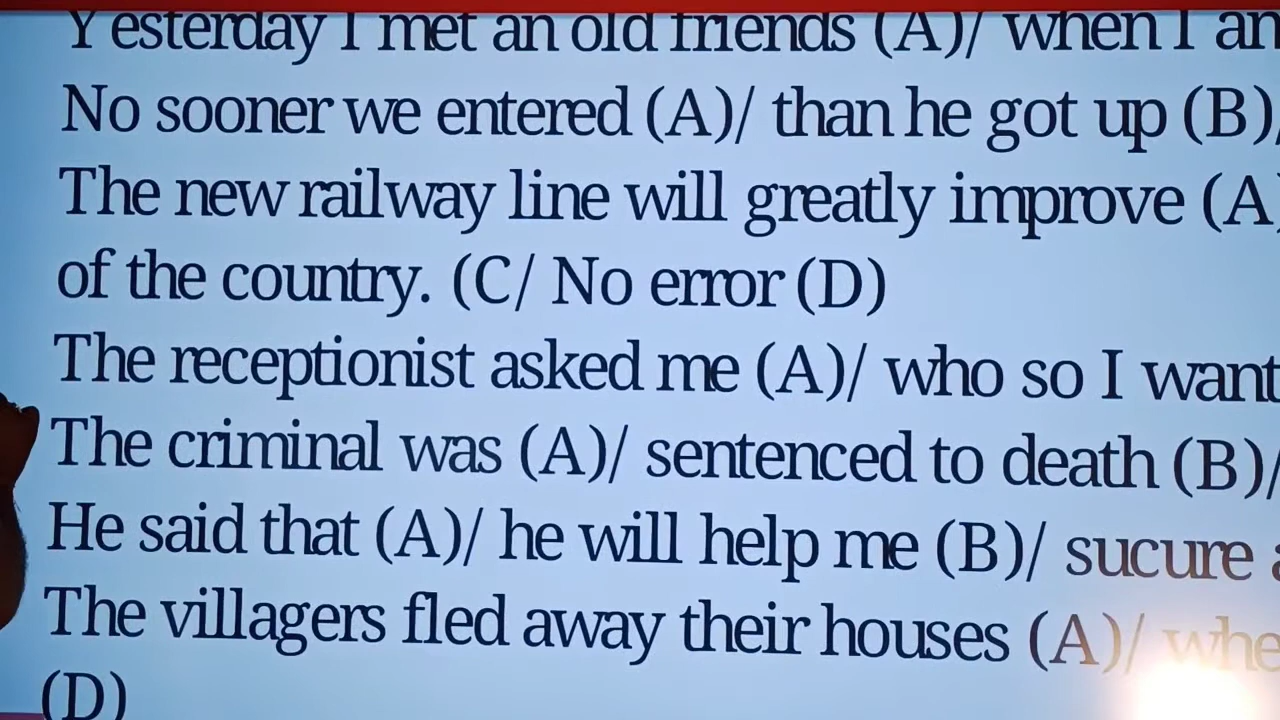 Yesterday I met an old friends (A)/ when I
No sooner we entered (A)/ than he got up (B)
The new railway line will greatly improve (A
of the country. (C/ No error (D)
The receptionist asked me (A)/ who so I want
The criminal was (A)/ sentenced to death (B)/
He said that (A)/ he will help me (B)/ sucure
The villagers fled away their houses (A)/
(D)